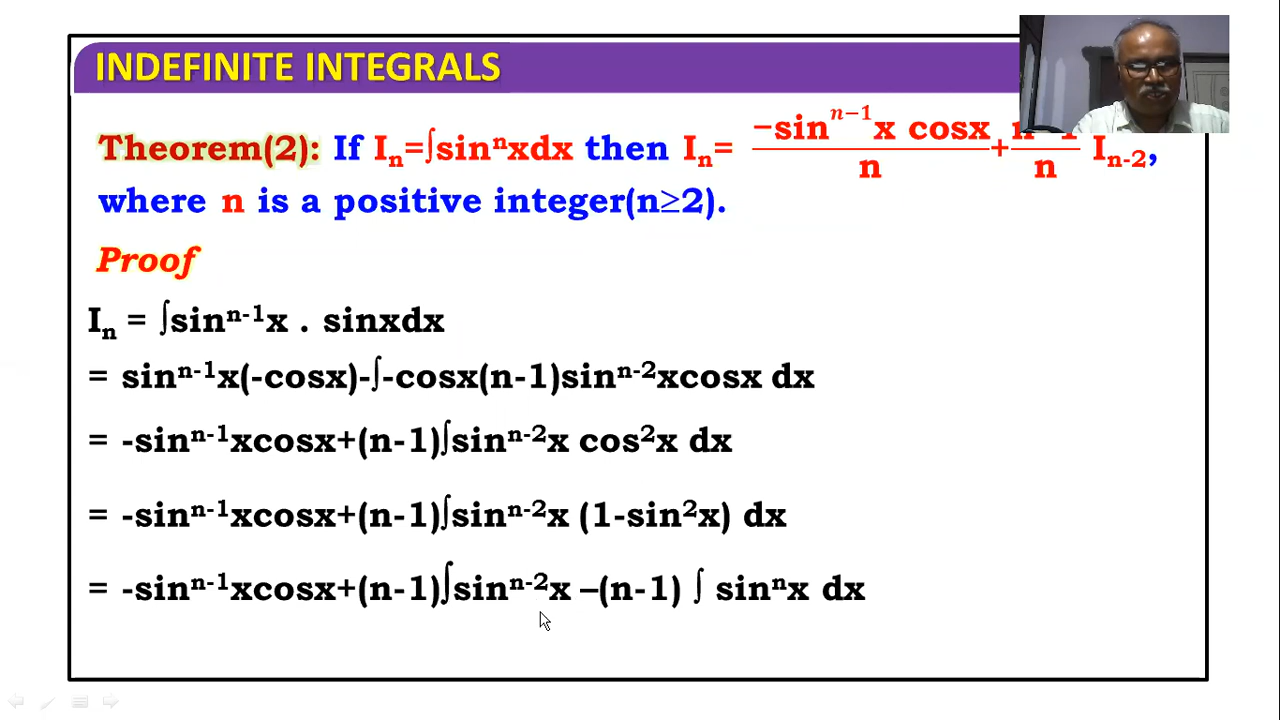 INDEFINITE INTEGRALS
Theorem(2): If Iₙ=∫sinⁿxdx then Iₙ= (−sinⁿ⁻¹x cosx)/n + (n-1)/n Iₙ₋₂,
where n is a positive integer(n≥2).
Proof
Iₙ = ∫sinⁿ⁻¹x . sinxdx
= sinⁿ⁻¹x(-cosx)-∫-cosx(n-1)sinⁿ⁻²xcosx dx
= -sinⁿ⁻¹xcosx+(n-1)∫sinⁿ⁻²x cos²x dx
= -sinⁿ⁻¹xcosx+(n-1)∫sinⁿ⁻²x (1-sin²x) dx
= -sinⁿ⁻¹xcosx+(n-1)∫sinⁿ⁻²x –(n-1) ∫ sinⁿx dx